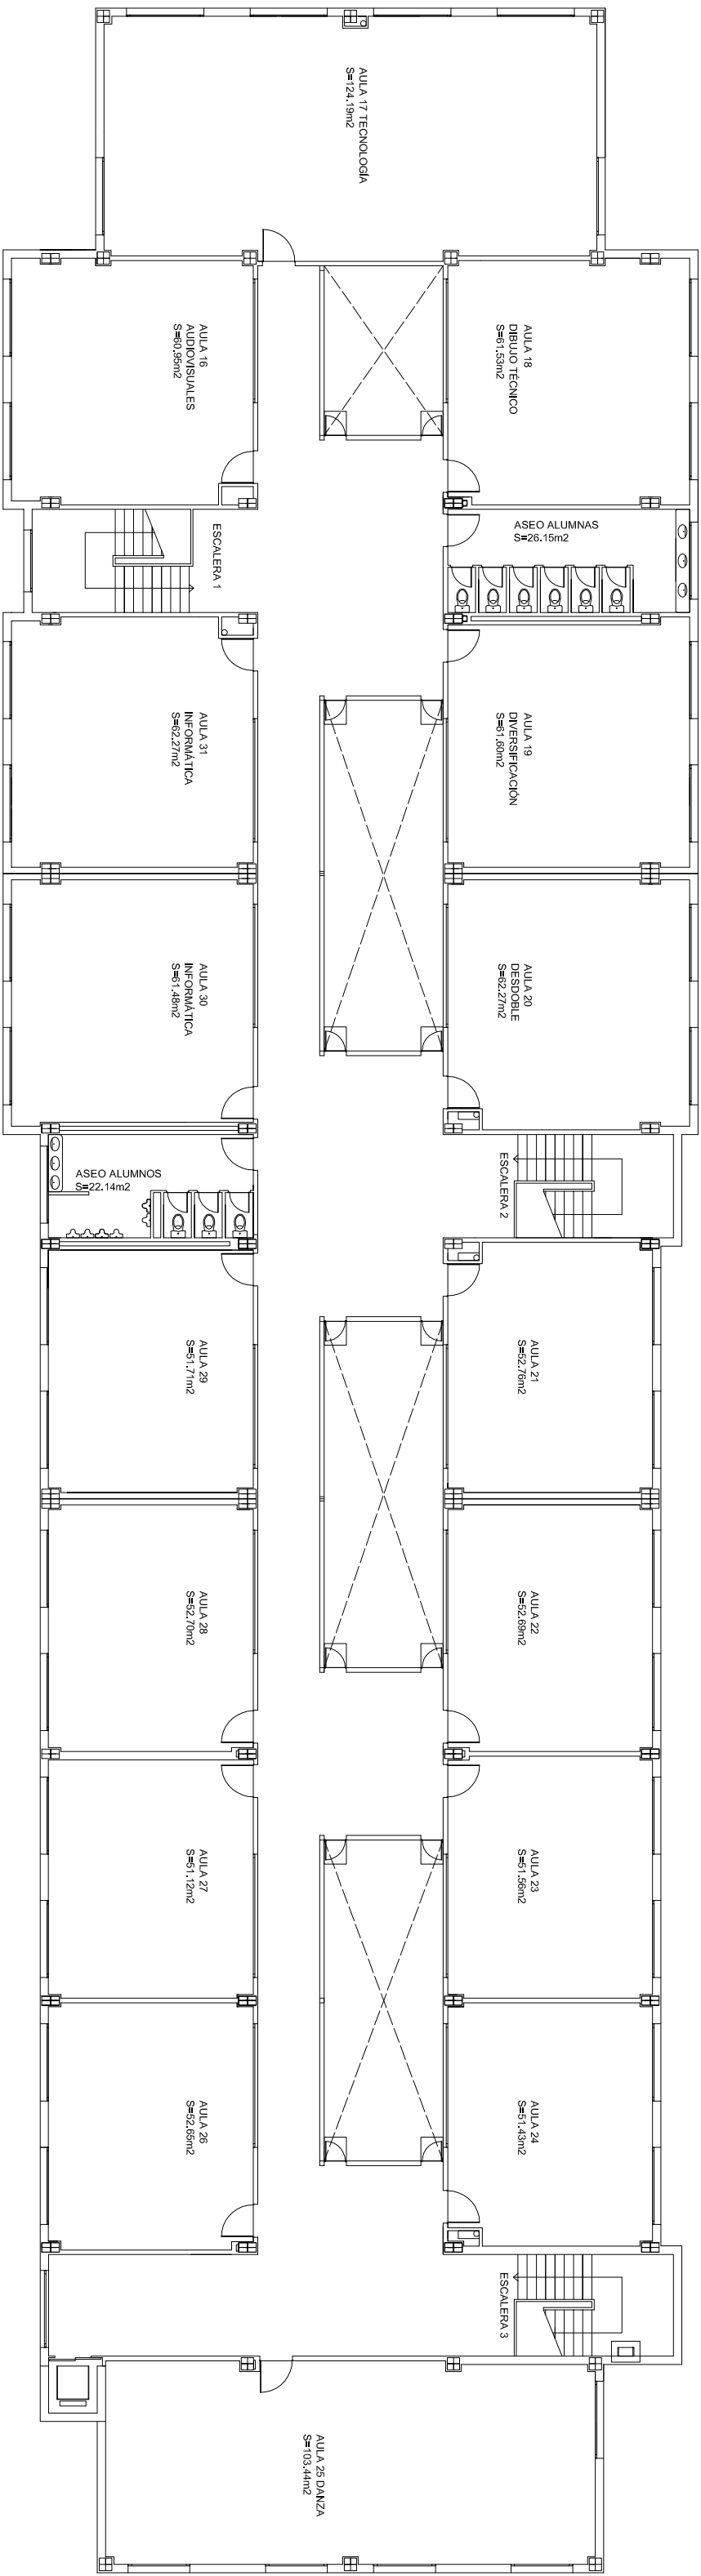 AULA 17 TECNOLOGÍA
S=124.19m2
AULA 16
AUDIOVISUALES
S=60.95m2
AULA 18
DIBUJO TÉCNICO
S=61.53m2
ESCALERA 1
ASEO ALUMNAS
S=26.15m2
AULA 31
INFORMÁTICA
S=62.27m2
AULA 19
DIVERSIFICACIÓN
S=61.60m2
AULA 30
INFORMÁTICA
S=61.48m2
AULA 20
DESDOBLE
S=62.27m2
ASEO ALUMNOS
S=22.14m2
ESCALERA 2
AULA 29
S=51.71m2
AULA 21
S=52.76m2
AULA 28
S=52.70m2
AULA 22
S=52.69m2
AULA 27
S=51.12m2
AULA 23
S=51.56m2
AULA 26
S=52.65m2
AULA 24
S=51.43m2
ESCALERA 3
AULA 25 DANZA
S=103.44m2